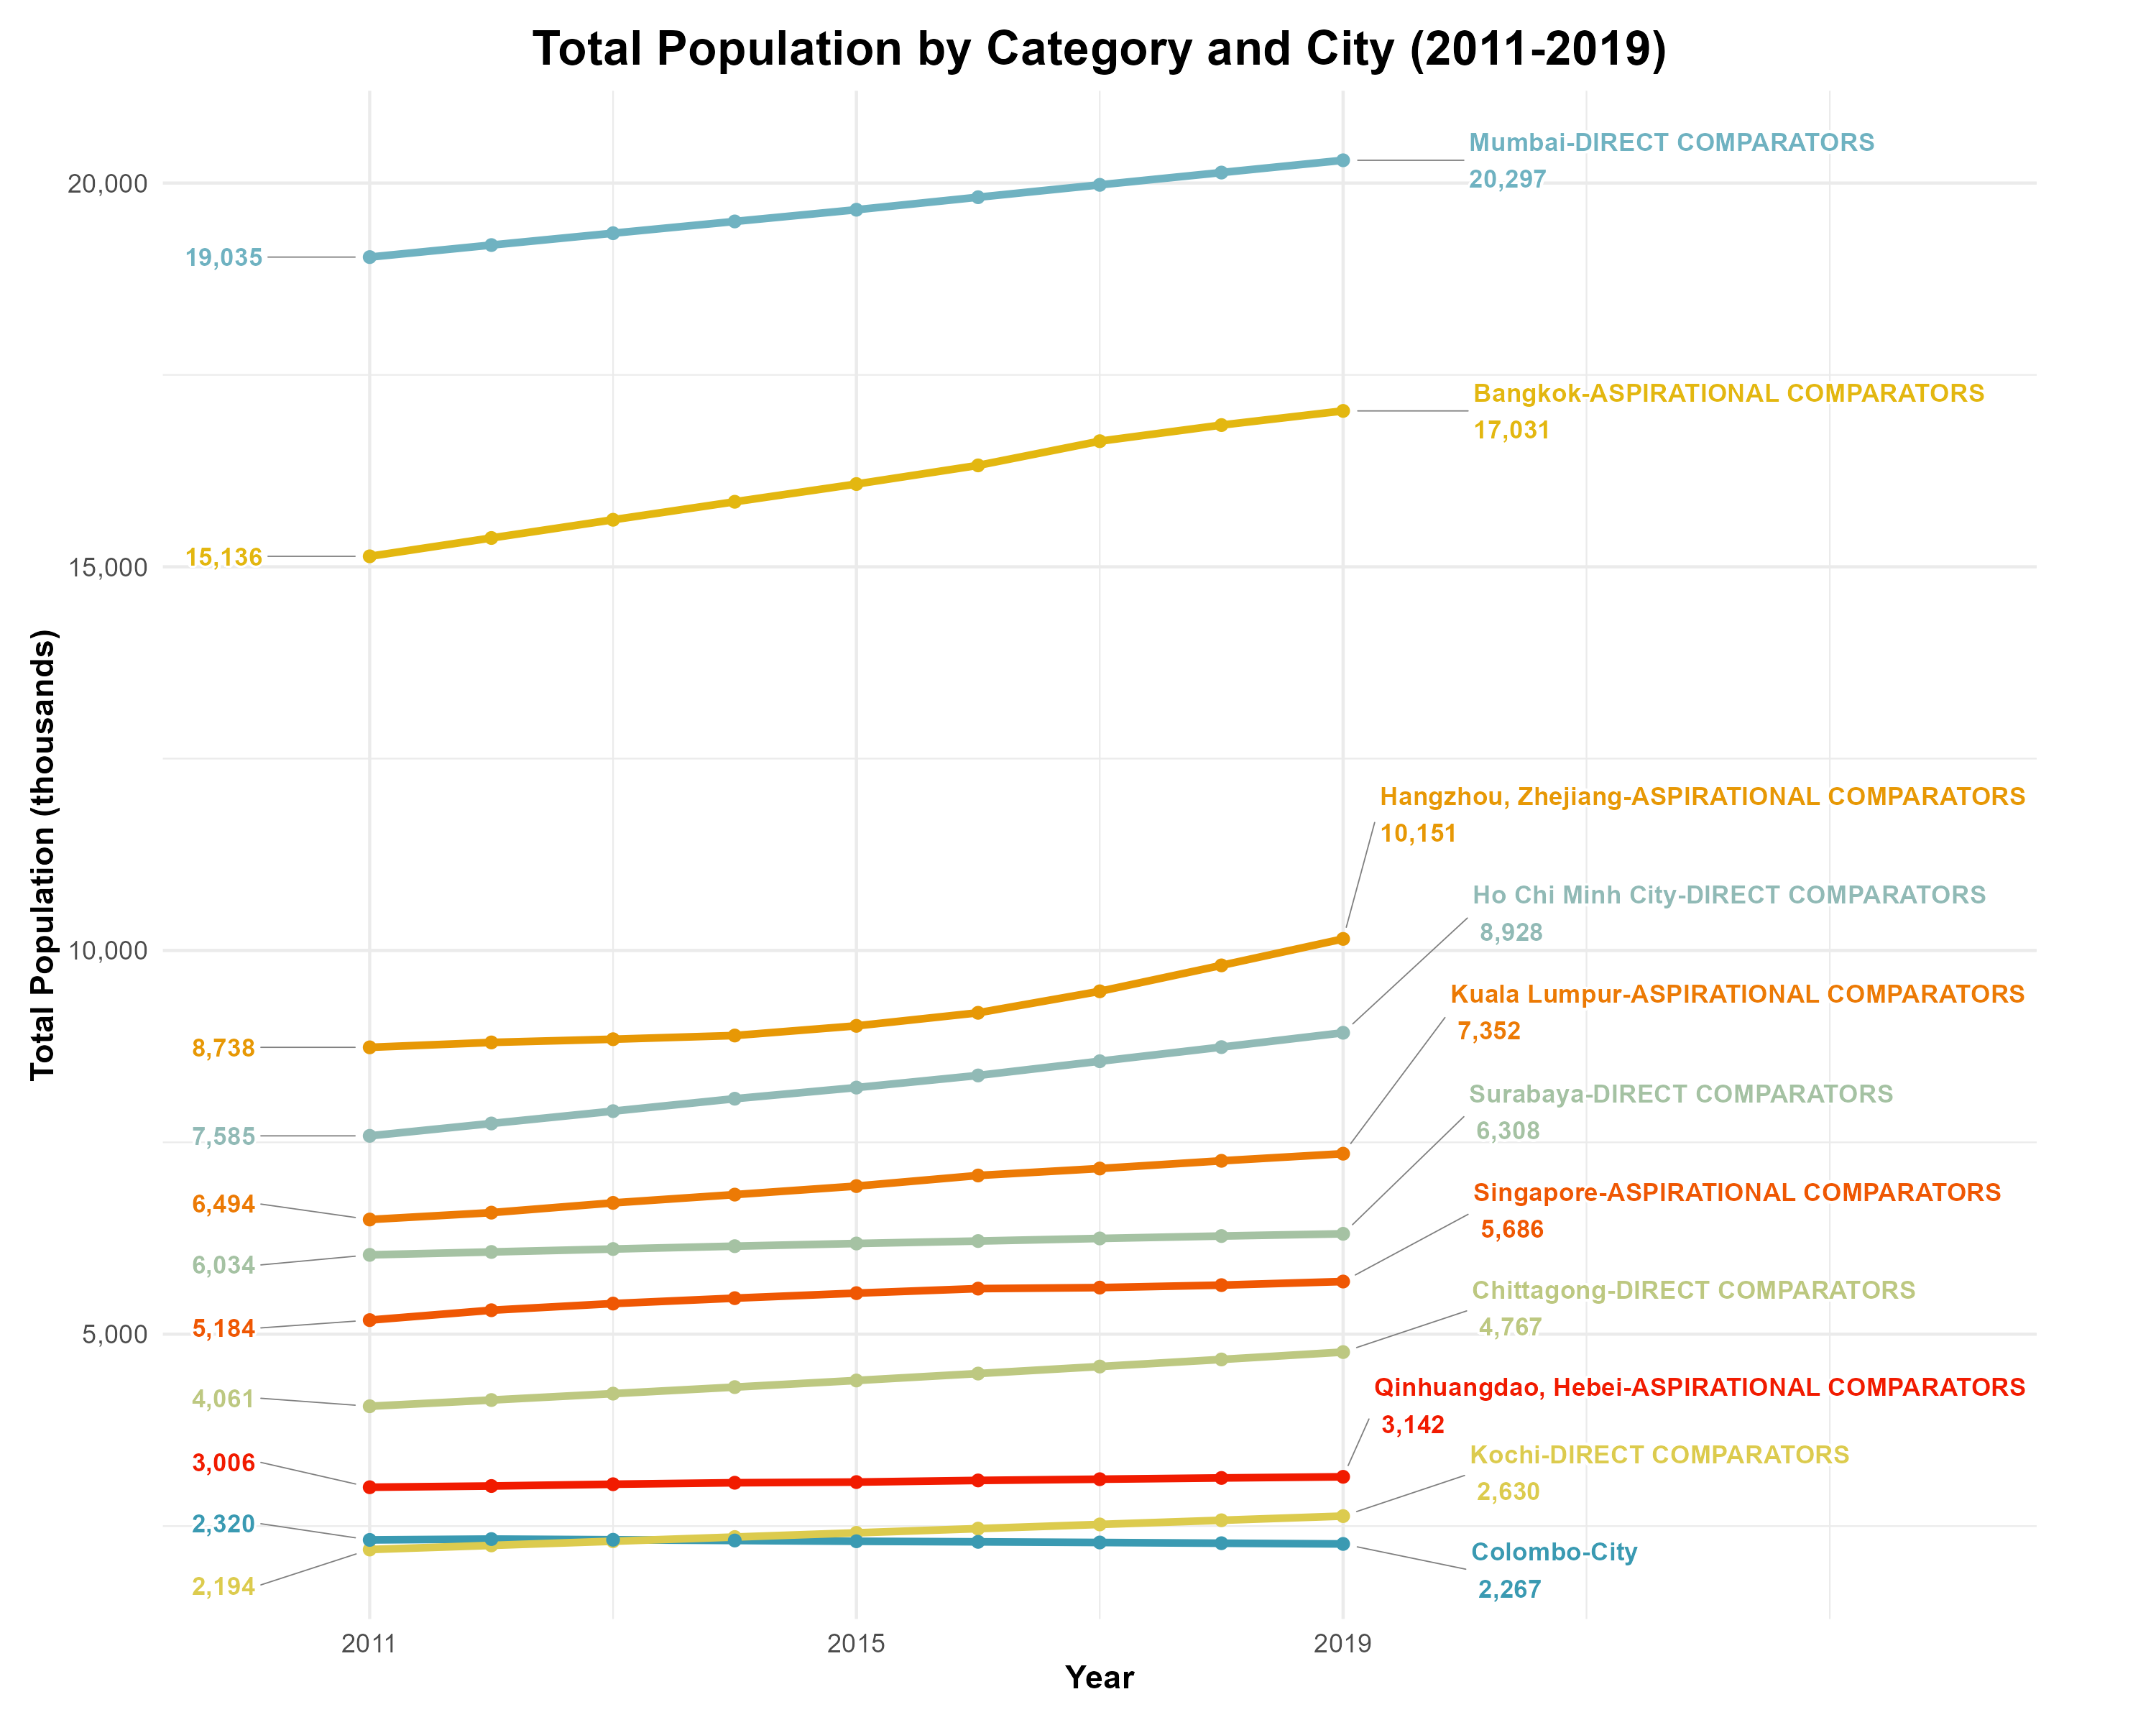 Total Population by Category and City (2011-2019)
Total Population (thousands)
20,000
15,000
10,000
5,000
19,035
15,136
8,738
7,585
6,494
6,034
5,184
4,061
3,006
2,320
2,194
Mumbai-DIRECT COMPARATORS
20,297
Bangkok-ASPIRATIONAL COMPARATORS
17,031
Hangzhou, Zhejiang-ASPIRATIONAL COMPARATORS
10,151
Ho Chi Minh City-DIRECT COMPARATORS
8,928
Kuala Lumpur-ASPIRATIONAL COMPARATORS
7,352
Surabaya-DIRECT COMPARATORS
6,308
Singapore-ASPIRATIONAL COMPARATORS
5,686
Chittagong-DIRECT COMPARATORS
4,767
Qinhuangdao, Hebei-ASPIRATIONAL COMPARATORS
3,142
Kochi-DIRECT COMPARATORS
2,630
Colombo-City
2,267
2011
2015
2019
Year